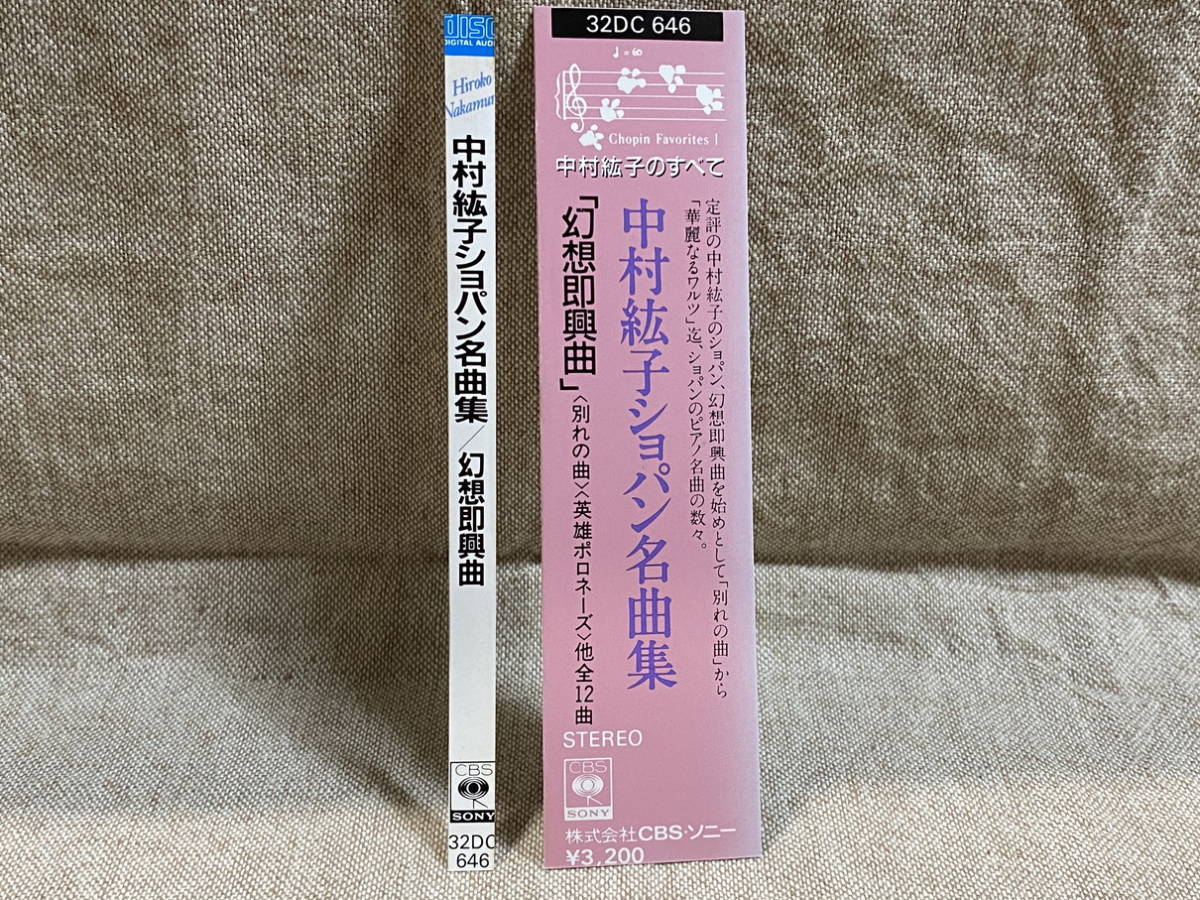 DISC
DIGITAL AUDIO
Hiroko
Nakamura
中村紘子ショパン名曲集/幻想即興曲
CBS
SONY
32DC
646
32DC 646
♩=60
Chopin Favorites 1
中村紘子のすべて
定評の中村紘子のショパン、幻想即興曲を始めとして「別れの曲」から
「華麗なるワルツ」迄、ショパンのピアノ名曲の数々。
中村紘子ショパン名曲集
「幻想即興曲」〈別れの曲〉〈英雄ポロネーズ〉他全12曲
STEREO
CBS
SONY
株式会社CBS・ソニー
¥3,200